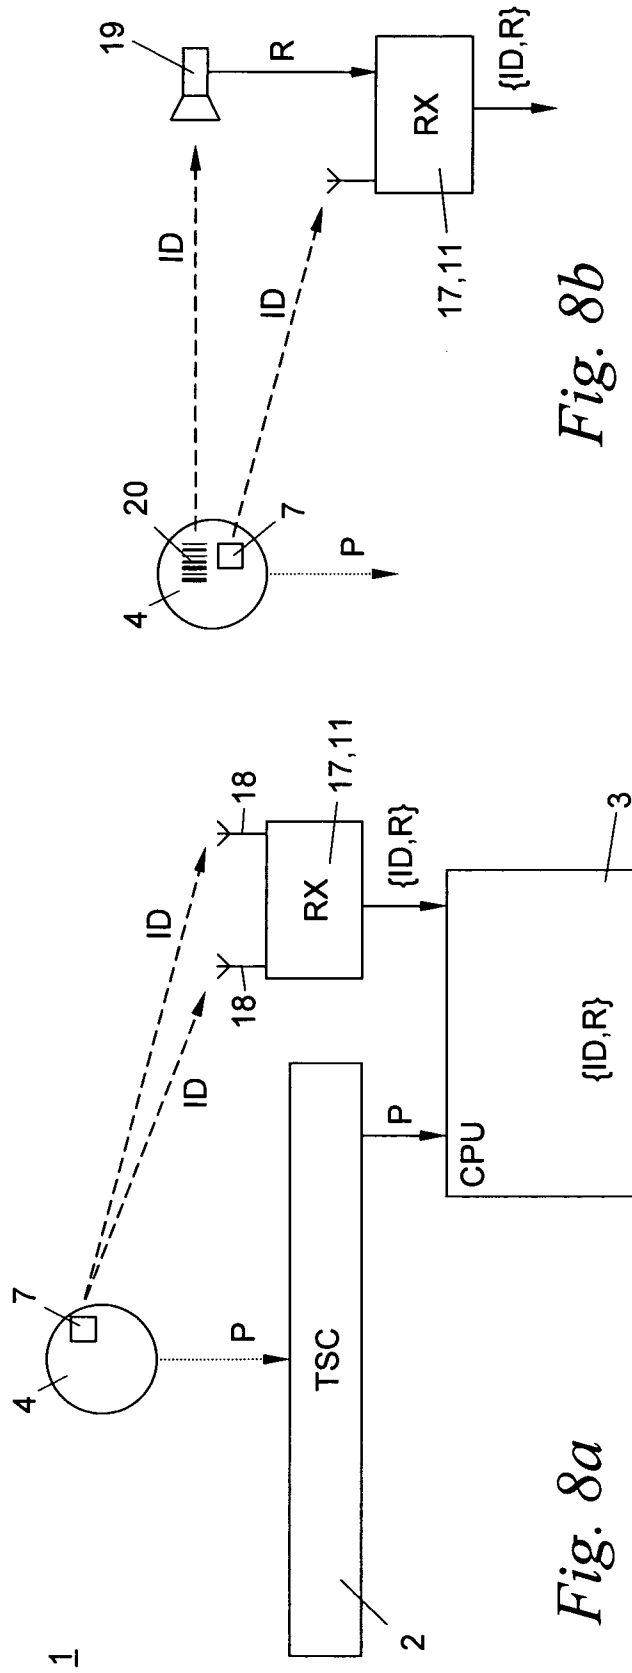 1
4
7
ID
ID
18
18
P
TSC
2
RX
17,11
{ID,R}
P
CPU
{ID,R}
3
Fig. 8a
4
20
7
ID
ID
19
R
P
RX
17,11
{ID,R}
Fig. 8b